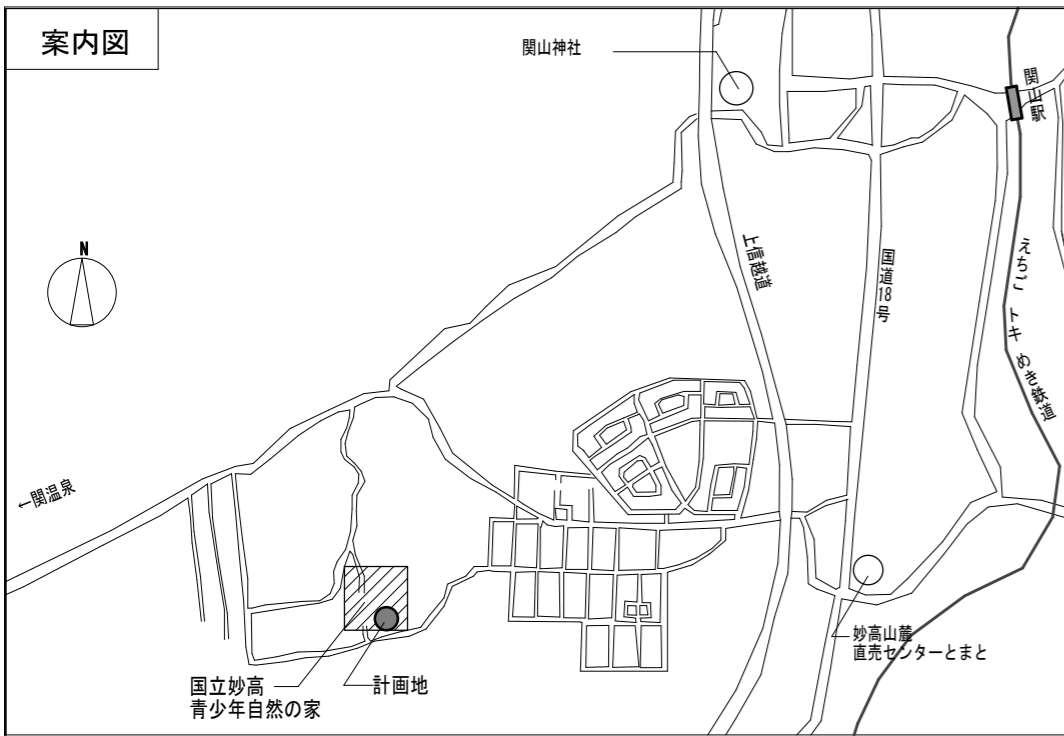 案内図
関山神社
関山駅
N
上信越道
国道18号
えちご トキ めき鉄道
←関温泉
妙高山麓
直売センターとまと
国立妙高
青少年自然の家
計画地